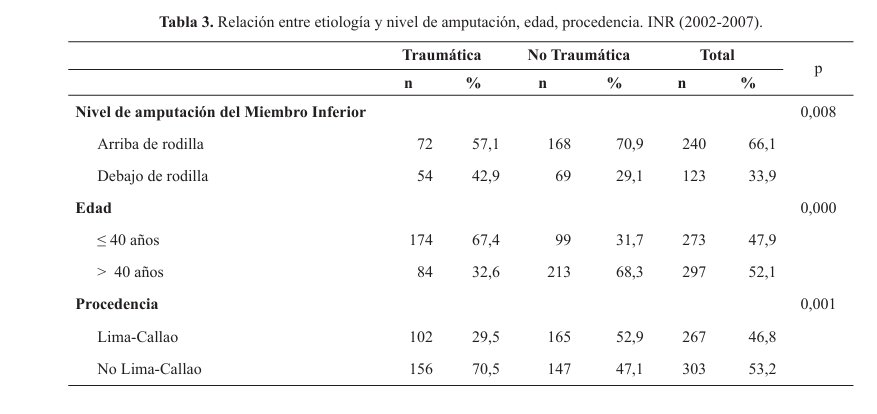 Tabla 3. Relación entre etiología y nivel de amputación, edad, procedencia. INR (2002-2007).
Traumática No Traumática Total p
n % n % n %
Nivel de amputación del Miembro Inferior 0,008
Arriba de rodilla 72 57,1 168 70,9 240 66,1
Debajo de rodilla 54 42,9 69 29,1 123 33,9
Edad 0,000
≤ 40 años 174 67,4 99 31,7 273 47,9
> 40 años 84 32,6 213 68,3 297 52,1
Procedencia 0,001
Lima-Callao 102 29,5 165 52,9 267 46,8
No Lima-Callao 156 70,5 147 47,1 303 53,2